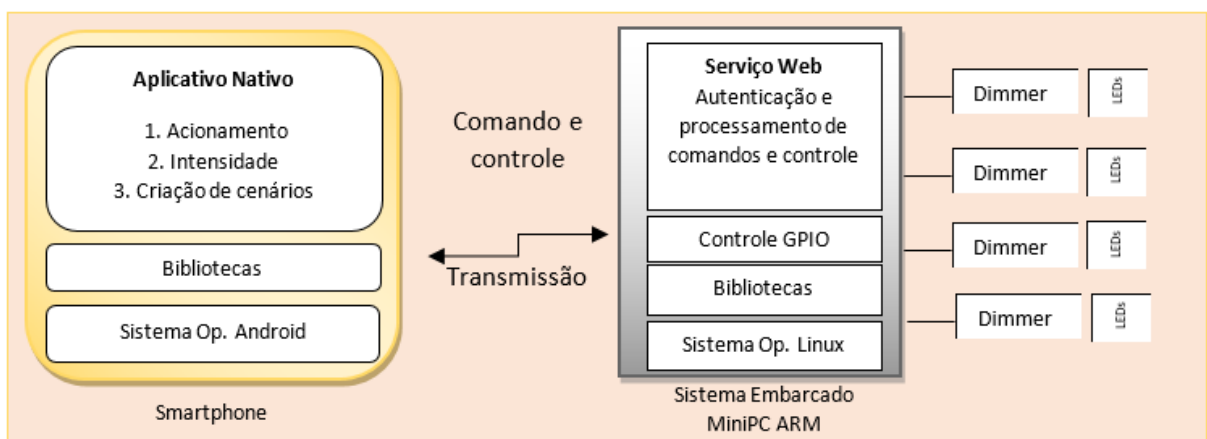 Aplicativo Nativo
1. Acionamento
2. Intensidade
3. Criação de cenários
Bibliotecas
Sistema Op. Android
Smartphone
Comando e
controle
Transmissão
Serviço Web
Autenticação e
processamento de
comandos e controle
Controle GPIO
Bibliotecas
Sistema Op. Linux
Sistema Embarcado
MiniPC ARM
Dimmer
LEDs
Dimmer
LEDs
Dimmer
LEDs
Dimmer
LEDs